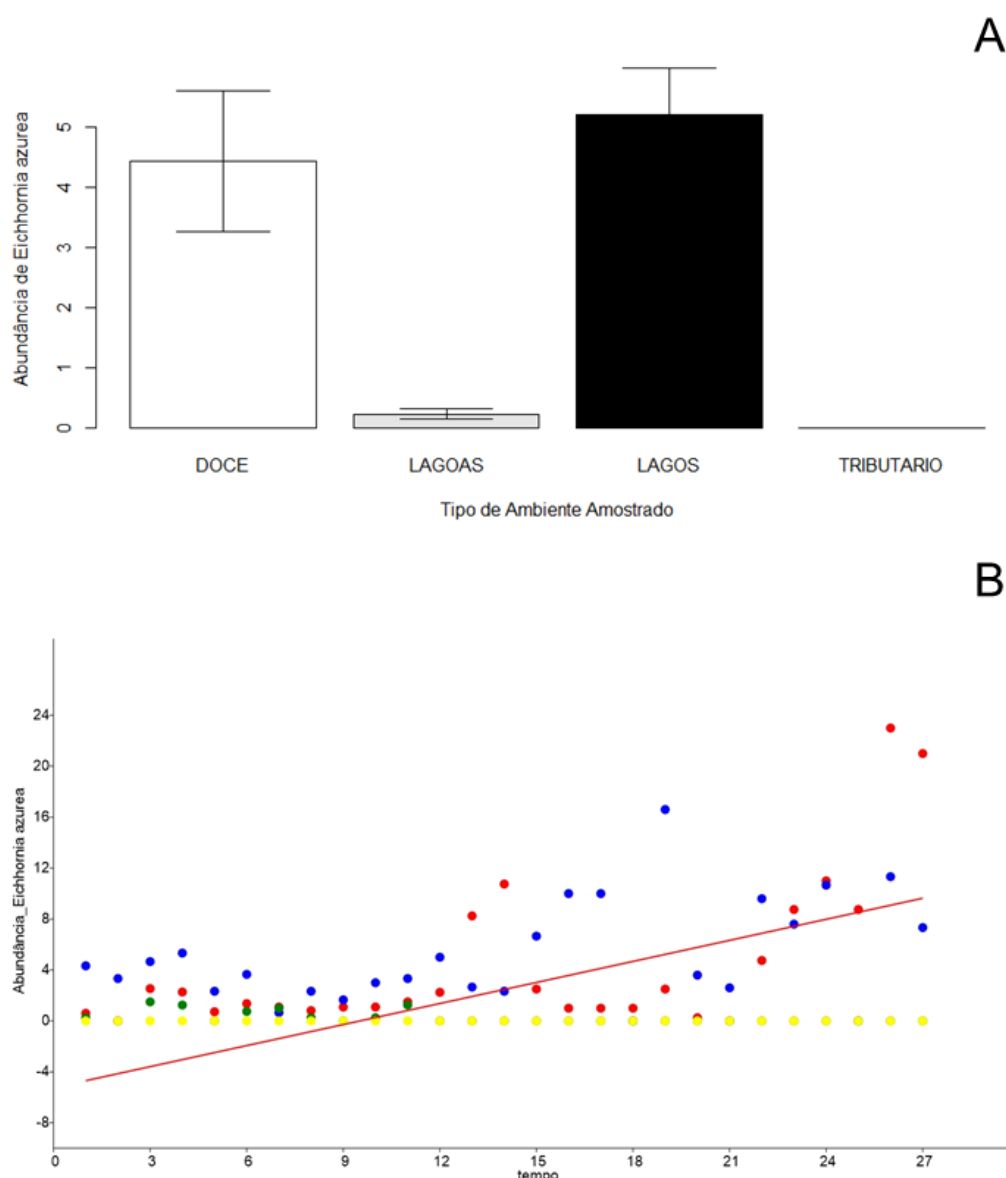 A
Abundância de Eichhornia azurea
5
4
3
2
1
0
DOCE LAGOAS LAGOS TRIBUTARIO
Tipo de Ambiente Amostrado
B
Abundância_Eichhornia azurea
24
20
16
12
8
4
0
-4
-8
0 3 6 9 12 15 18 21 24 27
tempo